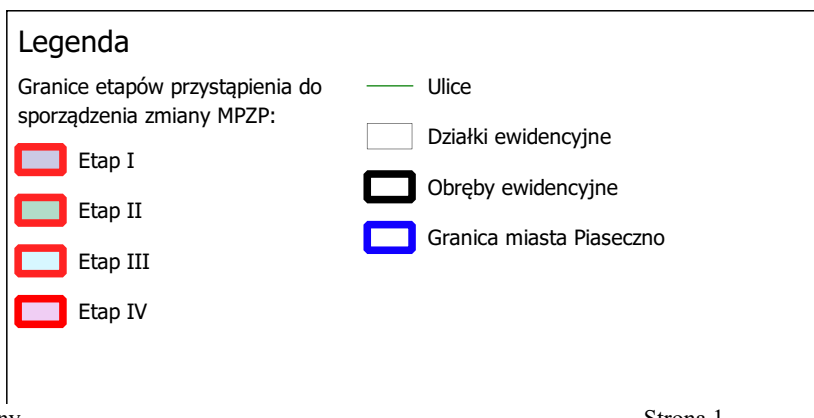 Legenda
Granice etapów przystąpienia do
sporządzenia zmiany MPZP:
Etap I
Etap II
Etap III
Etap IV
Ulice
Działki ewidencyjne
Obręby ewidencyjne
Granica miasta Piaseczno
Strona 1